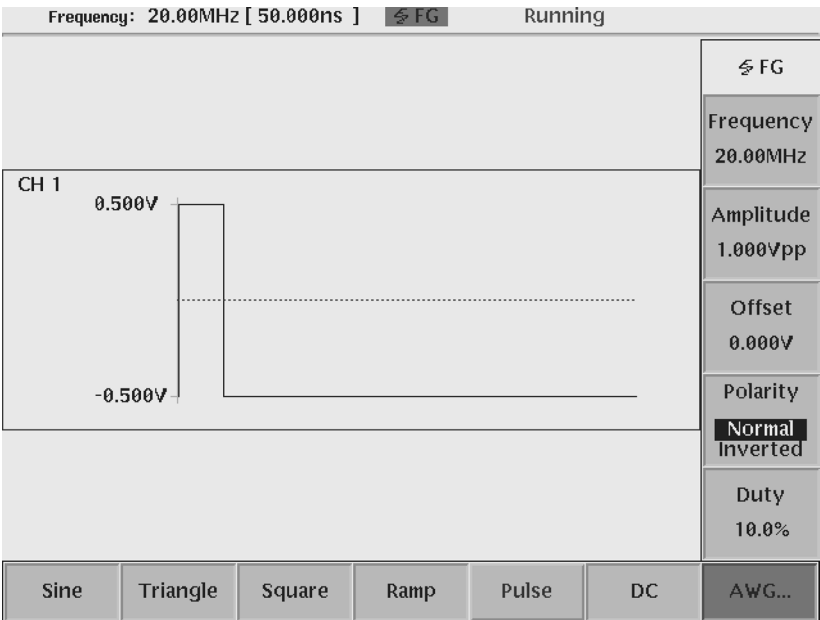 Frequency: 20.00MHz [ 50.000ns ] FG Running
FG
Frequency
20.00MHz
CH 1
0.500V
Amplitude
1.000Vpp
Offset
0.000V
-0.500V
Polarity
Normal
Inverted
Duty
10.0%
Sine Triangle Square Ramp Pulse DC AWG...